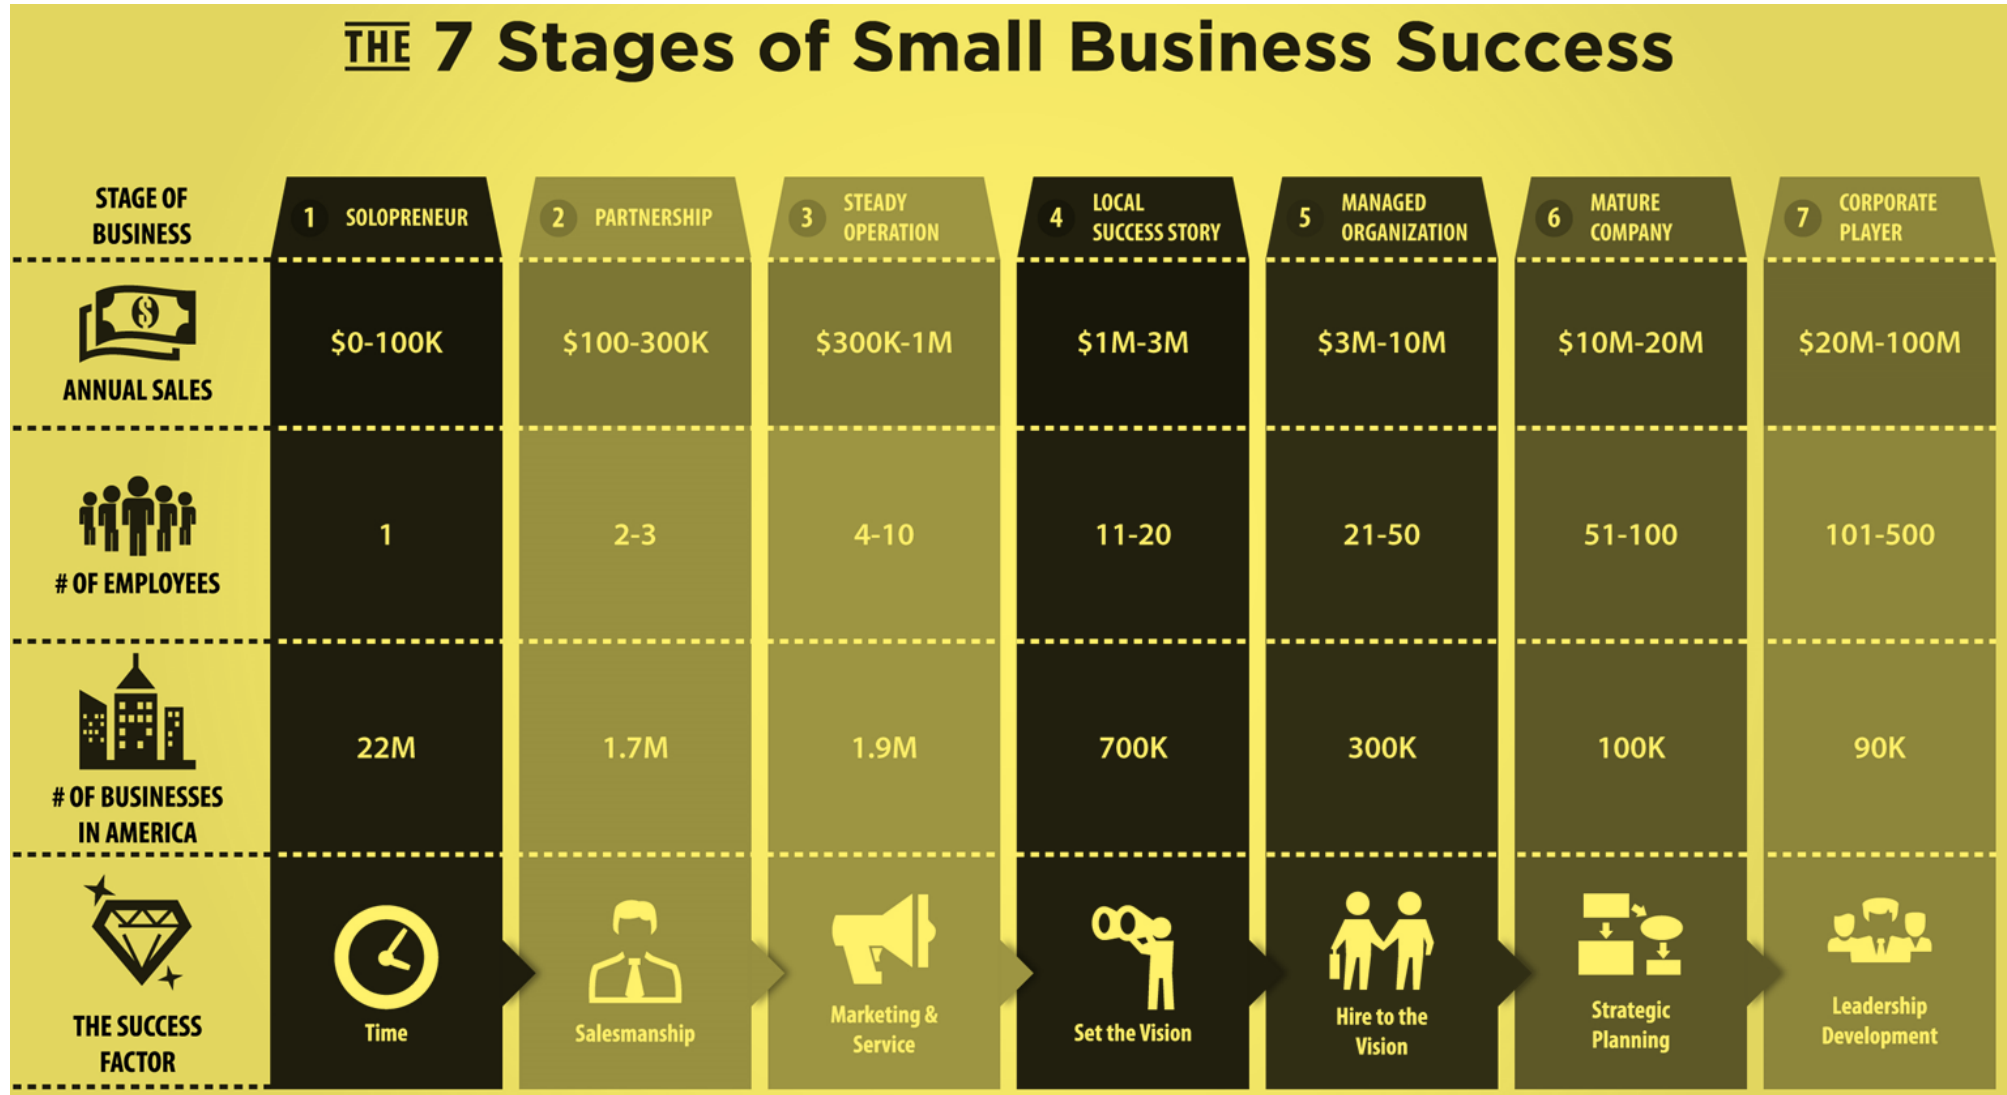 THE 7 Stages of Small Business Success
STAGE OF
BUSINESS
1 SOLOPRENEUR
2 PARTNERSHIP
3 STEADY
OPERATION
4 LOCAL
SUCCESS STORY
5 MANAGED
ORGANIZATION
6 MATURE
COMPANY
7 CORPORATE
PLAYER
$
ANNUAL SALES
$0-100K
$100-300K
$300K-1M
$1M-3M
$3M-10M
$10M-20M
$20M-100M
# OF EMPLOYEES
1
2-3
4-10
11-20
21-50
51-100
101-500
# OF BUSINESSES
IN AMERICA
22M
1.7M
1.9M
700K
300K
100K
90K
THE SUCCESS
FACTOR
Time
Salesmanship
Marketing &
Service
Set the Vision
Hire to the
Vision
Strategic
Planning
Leadership
Development